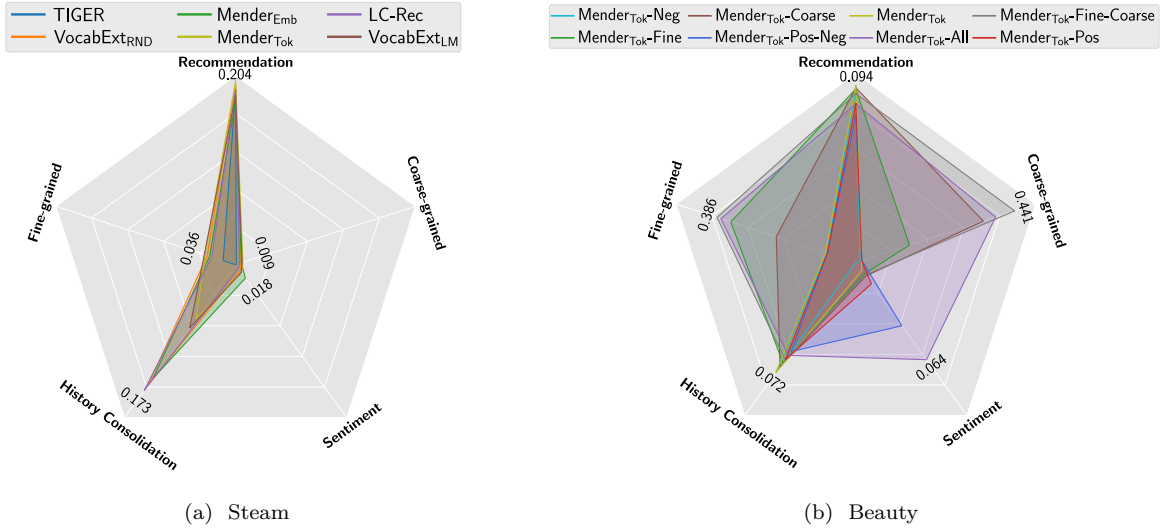 TIGER Mender_Emb LC-Rec
VocabExt_RND Mender_Tok VocabExt_LM
Recommendation
0.204
Coarse-grained
0.009
Fine-grained
0.036
0.018
0.173
History Consolidation
Sentiment
(a) Steam
Mender_Tok-Neg Mender_Tok-Coarse Mender_Tok Mender_Tok-Fine-Coarse
Mender_Tok-Fine Mender_Tok-Pos-Neg Mender_Tok-All Mender_Tok-Pos
Recommendation
0.094
Coarse-grained
0.441
Fine-grained
0.386
0.064
0.072
History Consolidation
Sentiment
(b) Beauty